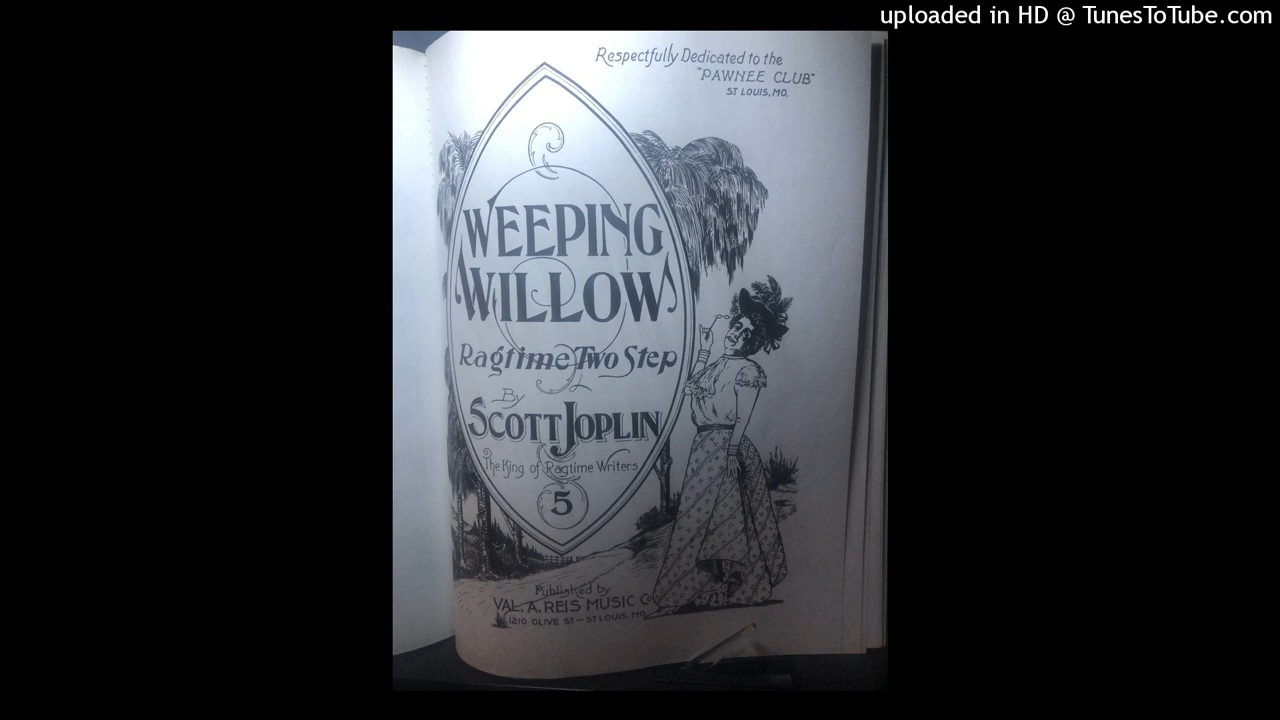 uploaded in HD @ TunesToTube.com
Respectfully Dedicated to the
"PAWNEE CLUB"
ST LOUIS, MO.
WEEPING
WILLOW
Ragtime Two Step
By
SCOTT JOPLIN
The King of Ragtime Writers
5
Published by
VAL. A. REIS MUSIC Co
1210 OLIVE ST — ST LOUIS, MO.